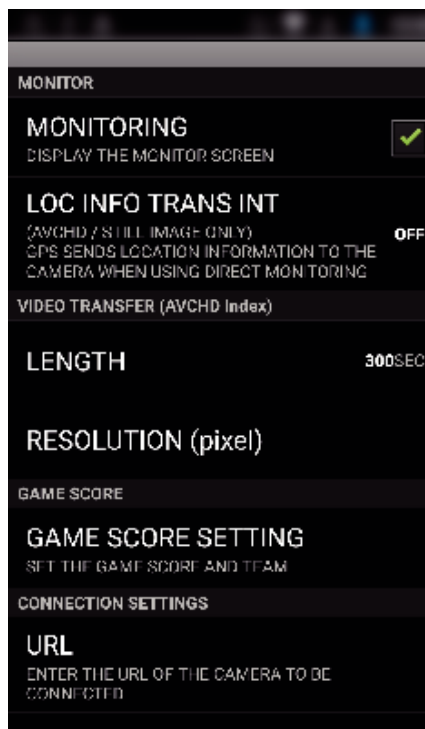 MONITOR
MONITORING
DISPLAY THE MONITOR SCREEN
LOC INFO TRANS INT
(AVCHD / STILL IMAGE ONLY)
OFF
GPS SENDS LOCATION INFORMATION TO THE
CAMERA WHEN USING DIRECT MONITORING
VIDEO TRANSFER (AVCHD Index)
LENGTH
300SEC
RESOLUTION (pixel)
GAME SCORE
GAME SCORE SETTING
SET THE GAME SCORE AND TEAM
CONNECTION SETTINGS
URL
ENTER THE URL OF THE CAMERA TO BE
CONNECTED